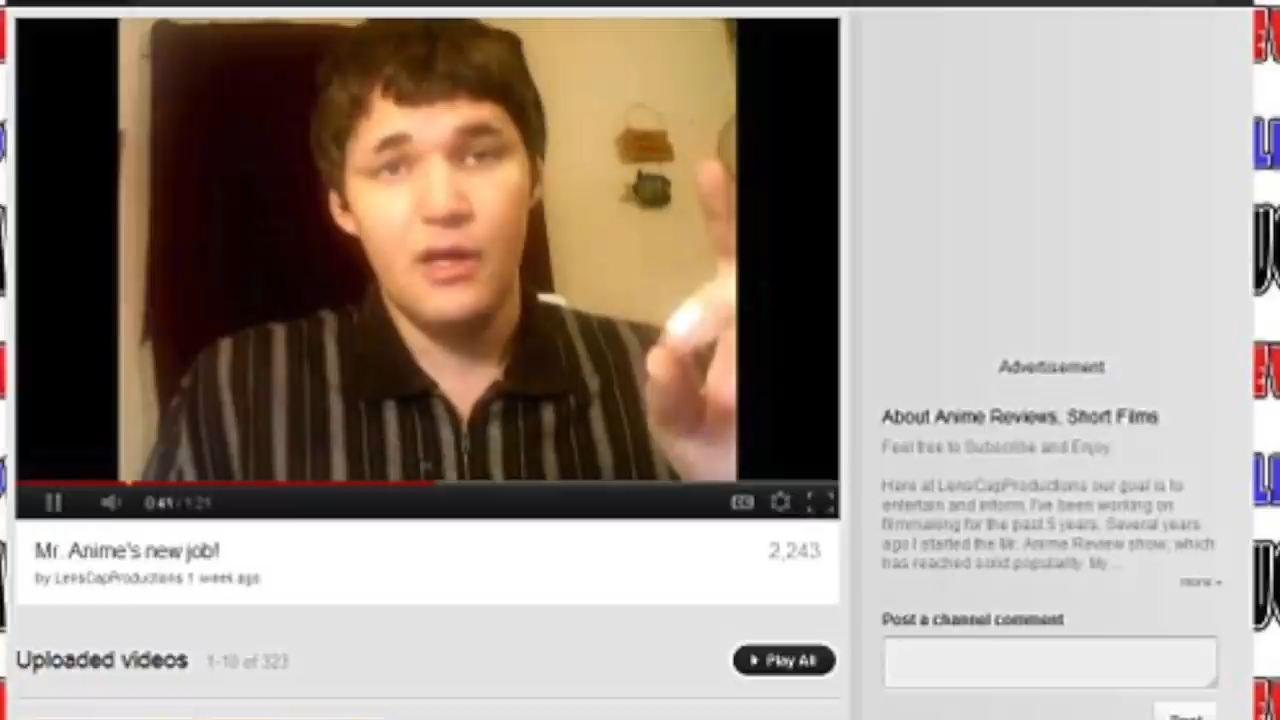 0:41 / 1:21
Mr. Anime's new job!
2,243
by LensCapProductions 1 week ago
Uploaded videos 1-10 of 323
Play All
Advertisement
About Anime Reviews, Short Films
Feel free to Subscribe and Enjoy.
Here at LensCapProductions our goal is to
entertain and inform. I've been working on
filmmaking for the past 5 years. Several years
ago I started the Mr. Anime Review show, which
has reached solid popularity. My ...
more
Post a channel comment
Post